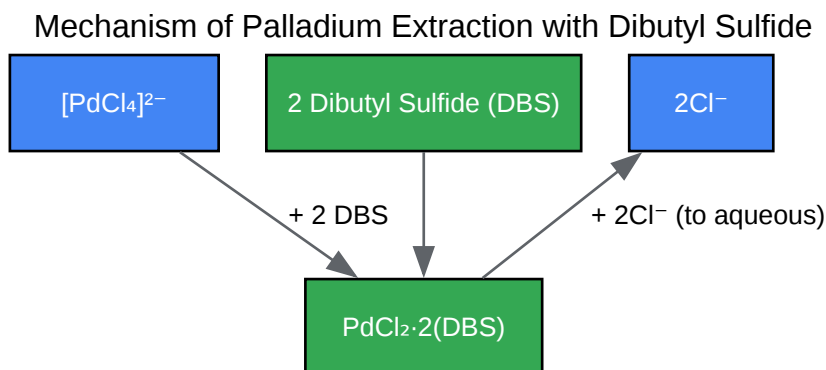 Mechanism of Palladium Extraction with Dibutyl Sulfide
[PdCl₄]²⁻
2 Dibutyl Sulfide (DBS)
2Cl⁻
+ 2 DBS
+ 2Cl⁻ (to aqueous)
PdCl₂·2(DBS)